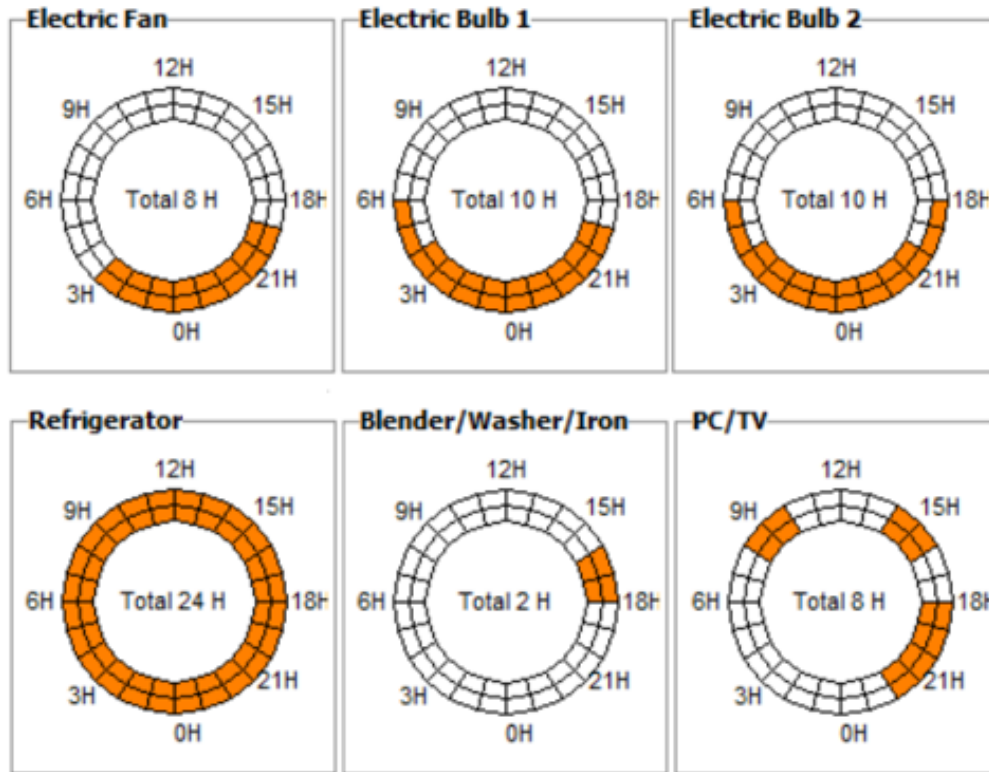 Electric Fan
12H
9H 15H
6H Total 8 H 18H
3H 21H
0H
Electric Bulb 1
12H
9H 15H
6H Total 10 H 18H
3H 21H
0H
Electric Bulb 2
12H
9H 15H
6H Total 10 H 18H
3H 21H
0H
Refrigerator
12H
9H 15H
6H Total 24 H 18H
3H 21H
0H
Blender/Washer/Iron
12H
9H 15H
6H Total 2 H 18H
3H 21H
0H
PC/TV
12H
9H 15H
6H Total 8 H 18H
3H 21H
0H